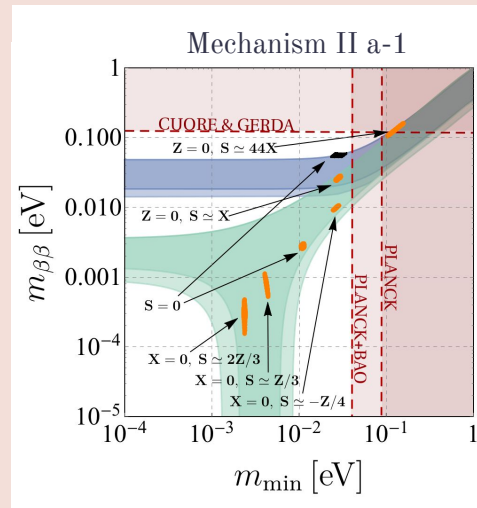 Mechanism II a-1
1
CUORE & GERDA
0.100
Z = 0, S ≃ 44X
0.010
Z = 0, S ≃ X
PLANCK
0.001
S = 0
PLANCK+BAO
10⁻⁴
X = 0, S ≃ 2Z/3
X = 0, S ≃ Z/3
X = 0, S ≃ −Z/4
10⁻⁵
10⁻⁴ 10⁻³ 10⁻² 10⁻¹ 1
m_ββ [eV]
m_min [eV]